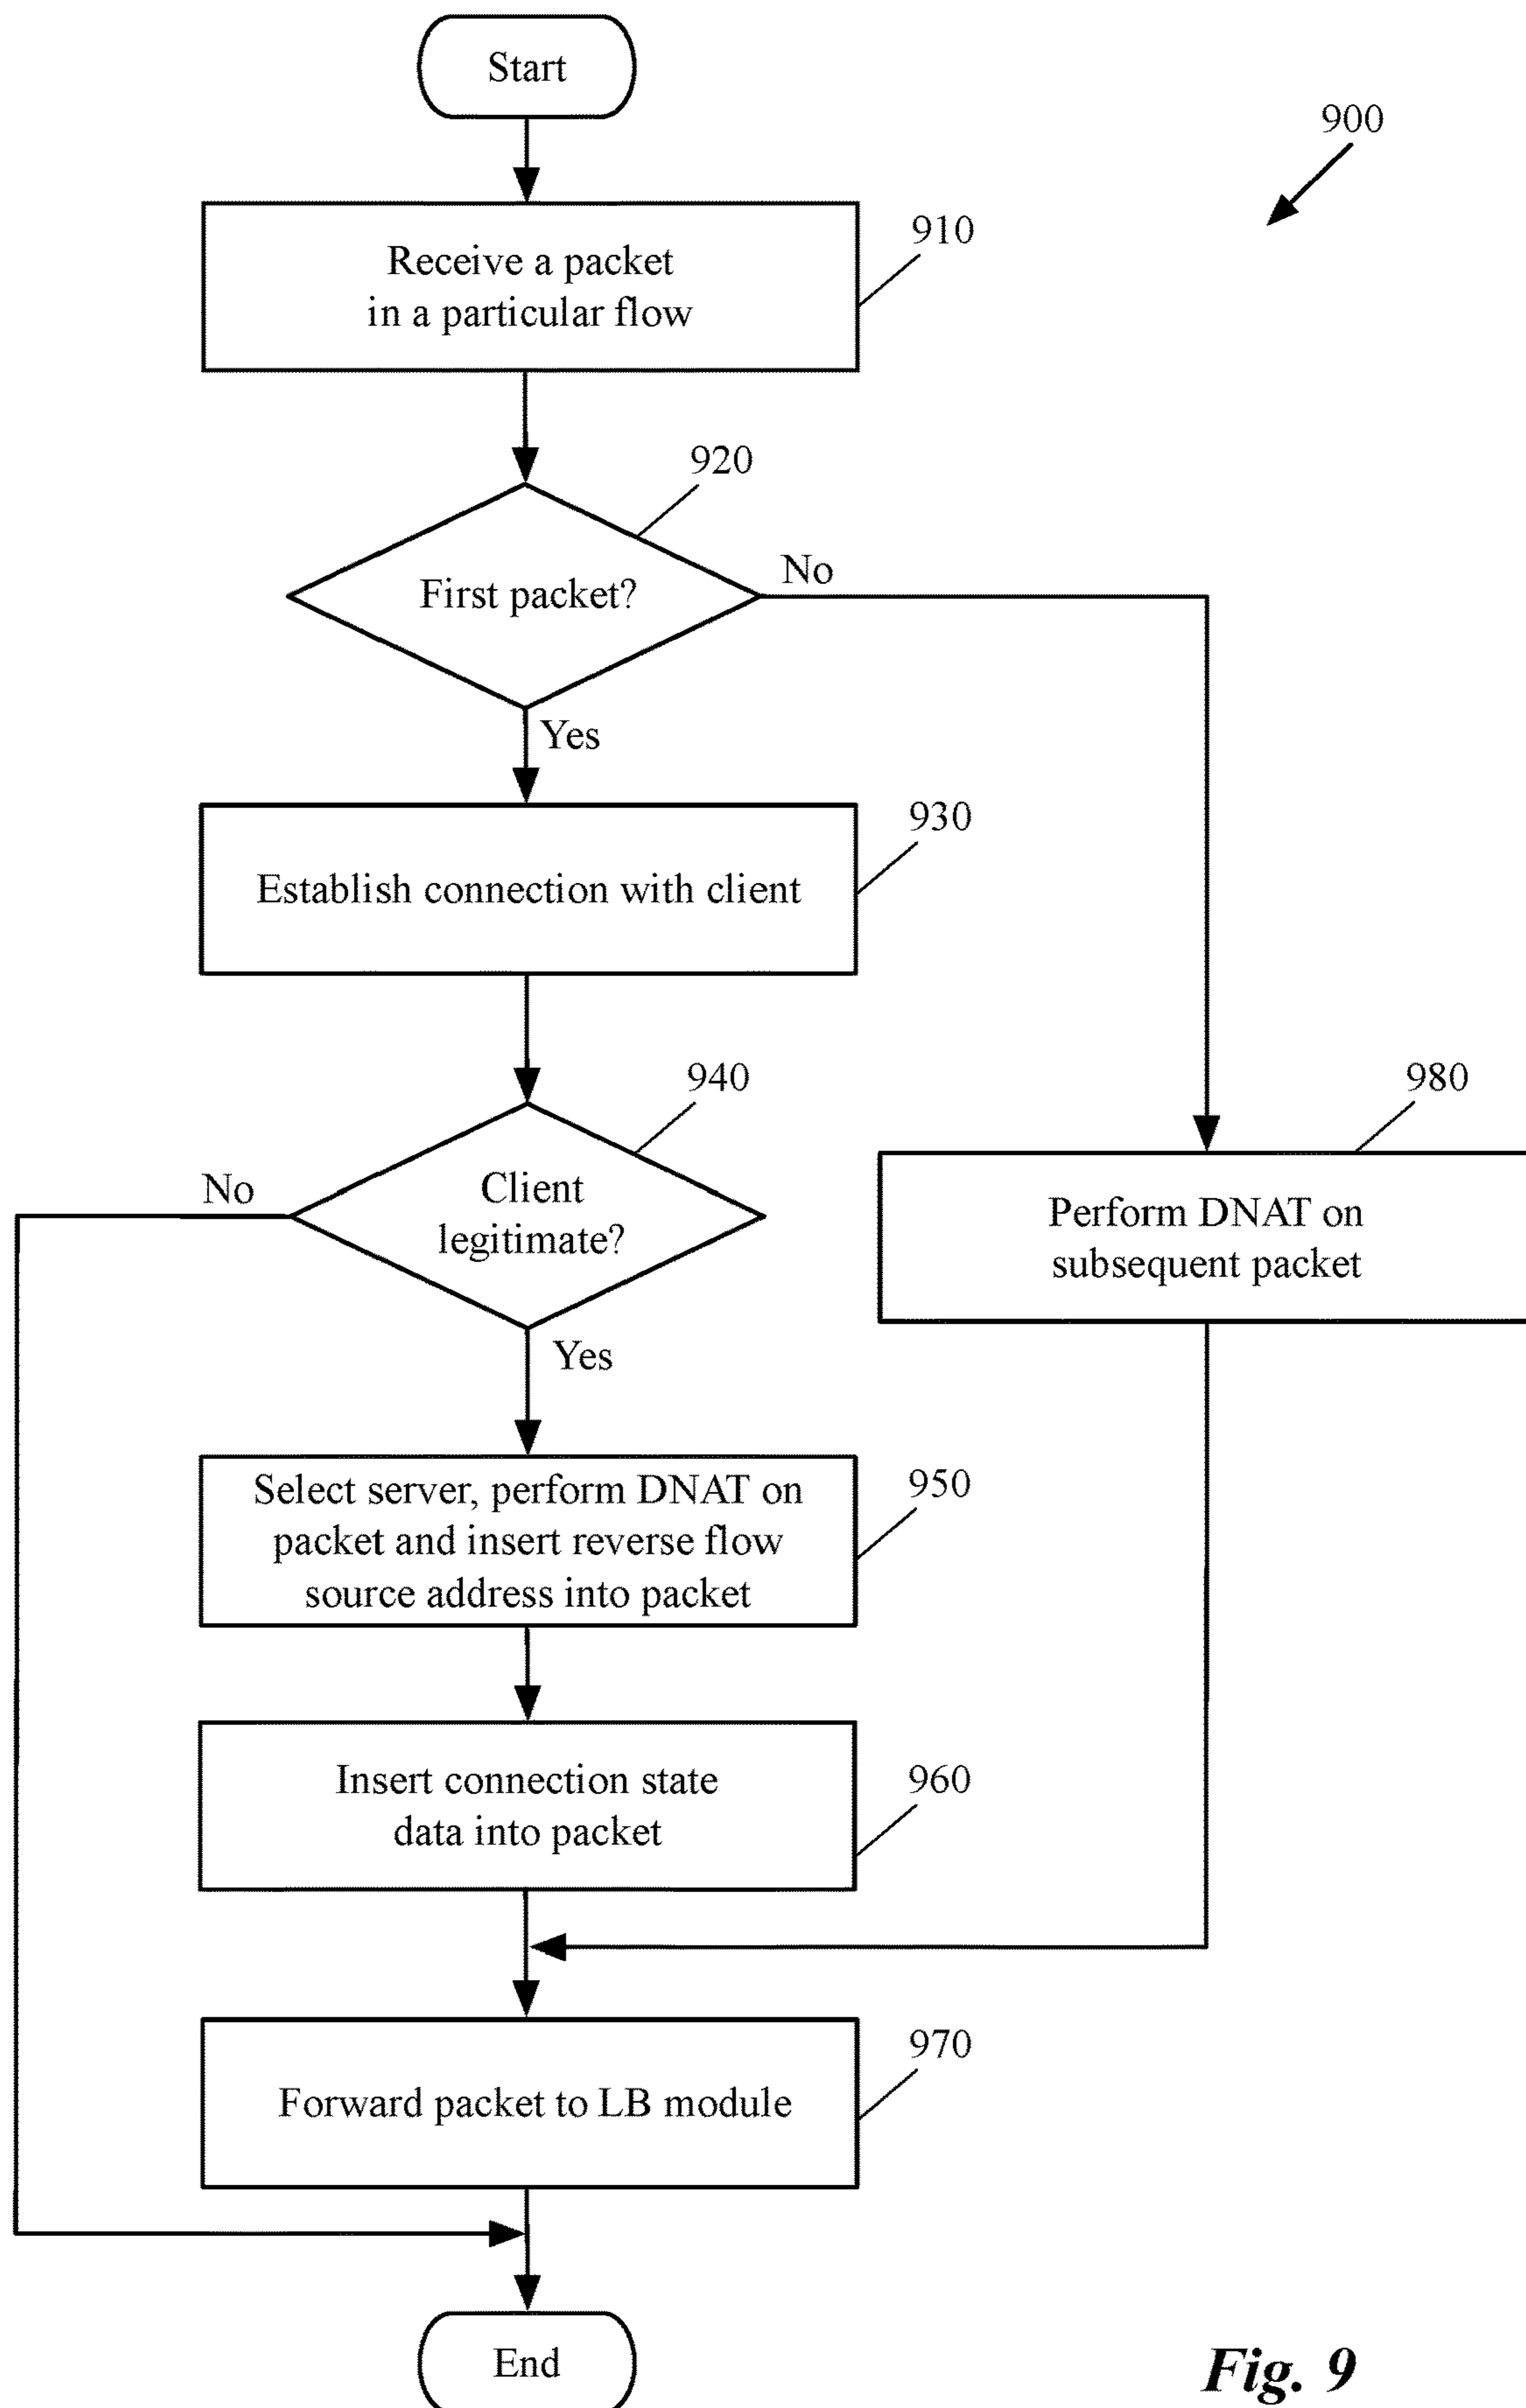 Start
900
910
Receive a packet
in a particular flow
920
First packet?
No
Yes
930
Establish connection with client
940
980
No
Client
legitimate?
Perform DNAT on
subsequent packet
Yes
950
Select server, perform DNAT on
packet and insert reverse flow
source address into packet
960
Insert connection state
data into packet
970
Forward packet to LB module
End
Fig. 9